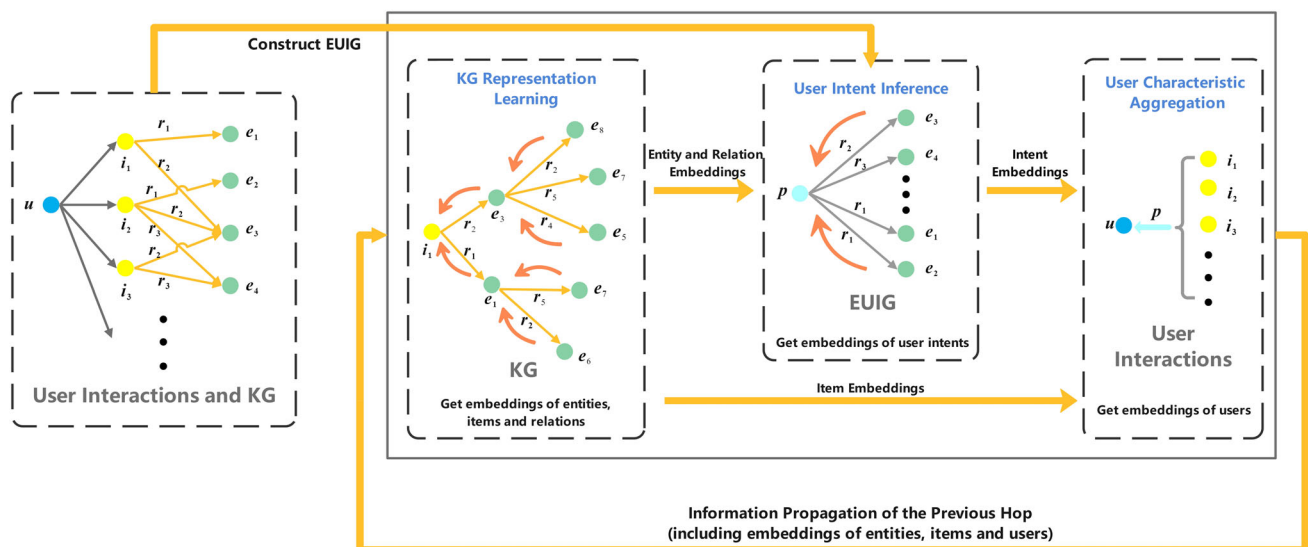 Construct EUIG
r1
e1
i1
r2
r1
e2
u
r2
i2
r3
e3
r2
r3
e4
i3
User Interactions and KG
KG Representation
Learning
e8
r2
e7
r5
e3
r4
e5
r2
i1
r1
e1
r5
e7
r2
e6
KG
Get embeddings of entities,
items and relations
Entity and Relation
Embeddings
User Intent Inference
e3
r2
e4
r3
p
r1
e1
r1
e2
EUIG
Get embeddings of user intents
Intent
Embeddings
Item Embeddings
User Characteristic
Aggregation
i1
i2
p
u
i3
User
Interactions
Get embeddings of users
Information Propagation of the Previous Hop
(including embeddings of entities, items and users)